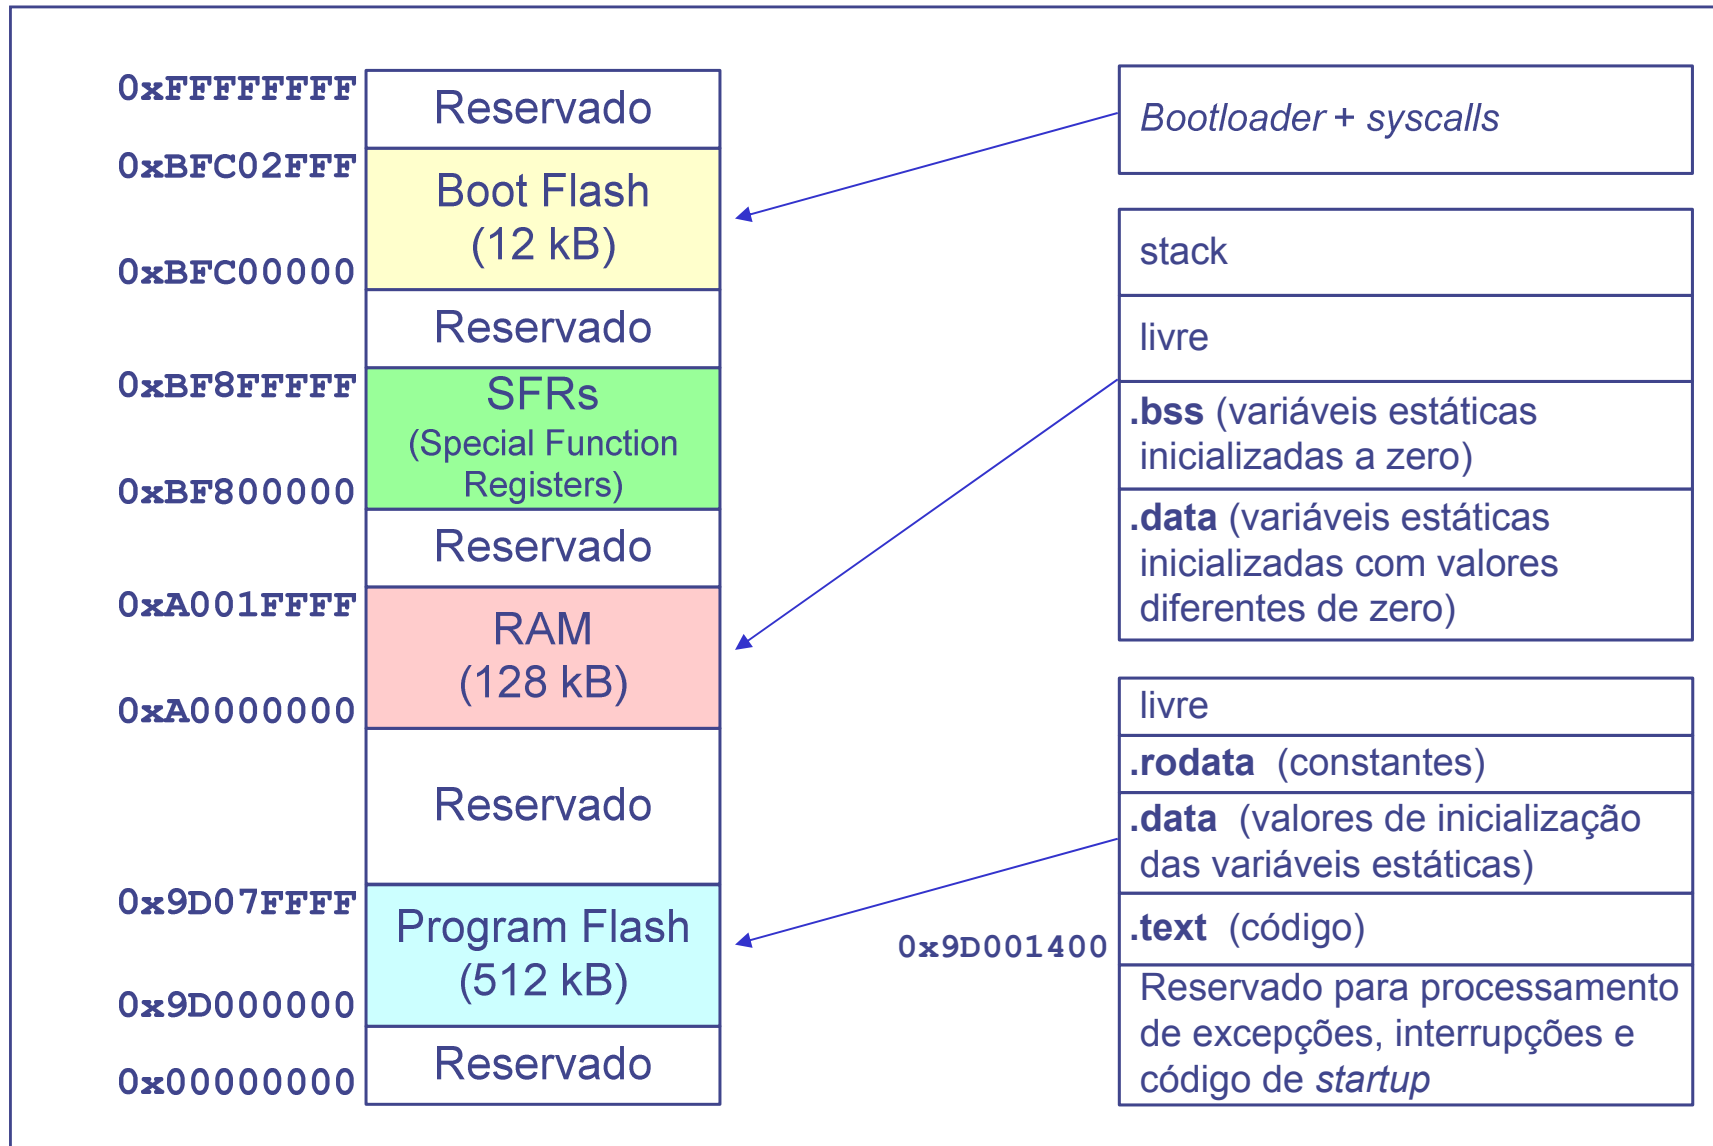 0xFFFFFFFF
Reservado
0xBFC02FFF
Boot Flash
(12 kB)
0xBFC00000
Reservado
0xBF8FFFFF
SFRs
(Special Function
Registers)
0xBF800000
Reservado
0xA001FFFF
RAM
(128 kB)
0xA0000000
Reservado
0x9D07FFFF
Program Flash
(512 kB)
0x9D000000
Reservado
0x00000000
Bootloader + syscalls
stack
livre
.bss (variáveis estáticas
inicializadas a zero)
.data (variáveis estáticas
inicializadas com valores
diferentes de zero)
livre
.rodata (constantes)
.data (valores de inicialização
das variáveis estáticas)
0x9D001400
.text (código)
Reservado para processamento
de excepções, interrupções e
código de startup